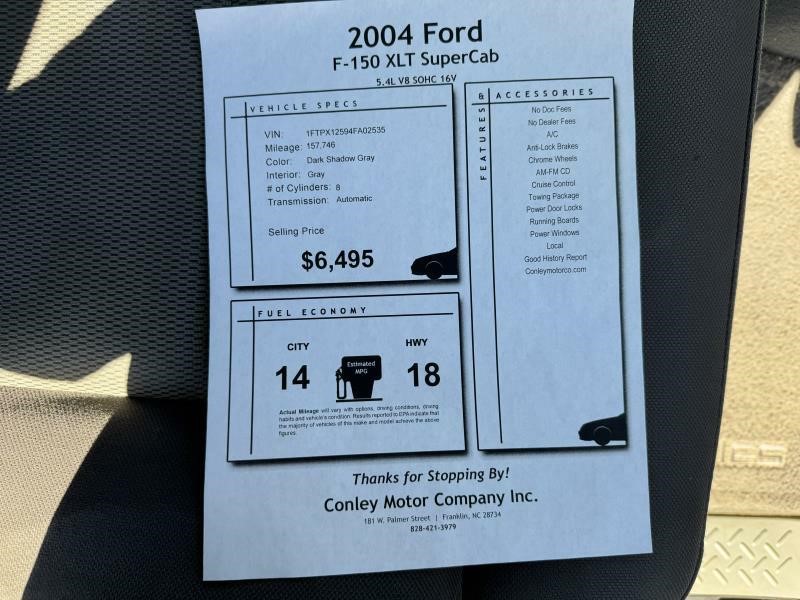 2004 Ford
F-150 XLT SuperCab
5.4L V8 SOHC 16V
VEHICLE SPECS
VIN: 1FTPX12594FA02535
Mileage: 157,746
Color: Dark Shadow Gray
Interior: Gray
# of Cylinders: 8
Transmission: Automatic
Selling Price
$6,495
FUEL ECONOMY
CITY
14
Estimated
MPG
HWY
18
Actual Mileage will vary with options, driving conditions, driving
habits and vehicle's condition. Results reported to EPA indicate that
the majority of vehicles of this make and model achieve the above
figures.
FEATURES & ACCESSORIES
No Doc Fees
No Dealer Fees
A/C
Anti-Lock Brakes
Chrome Wheels
AM-FM CD
Cruise Control
Towing Package
Power Door Locks
Running Boards
Power Windows
Local
Good History Report
Conleymotorco.com
Thanks for Stopping By!
Conley Motor Company Inc.
181 W. Palmer Street | Franklin, NC 28734
828-421-3979